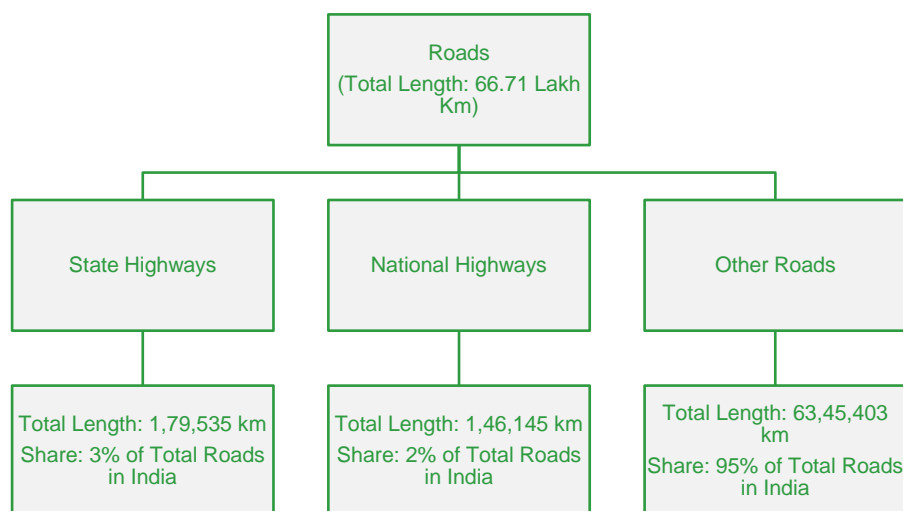 Roads
(Total Length: 66.71 Lakh
Km)
State Highways
National Highways
Other Roads
Total Length: 1,79,535 km
Share: 3% of Total Roads
in India
Total Length: 1,46,145 km
Share: 2% of Total Roads
in India
Total Length: 63,45,403
km
Share: 95% of Total Roads
in India